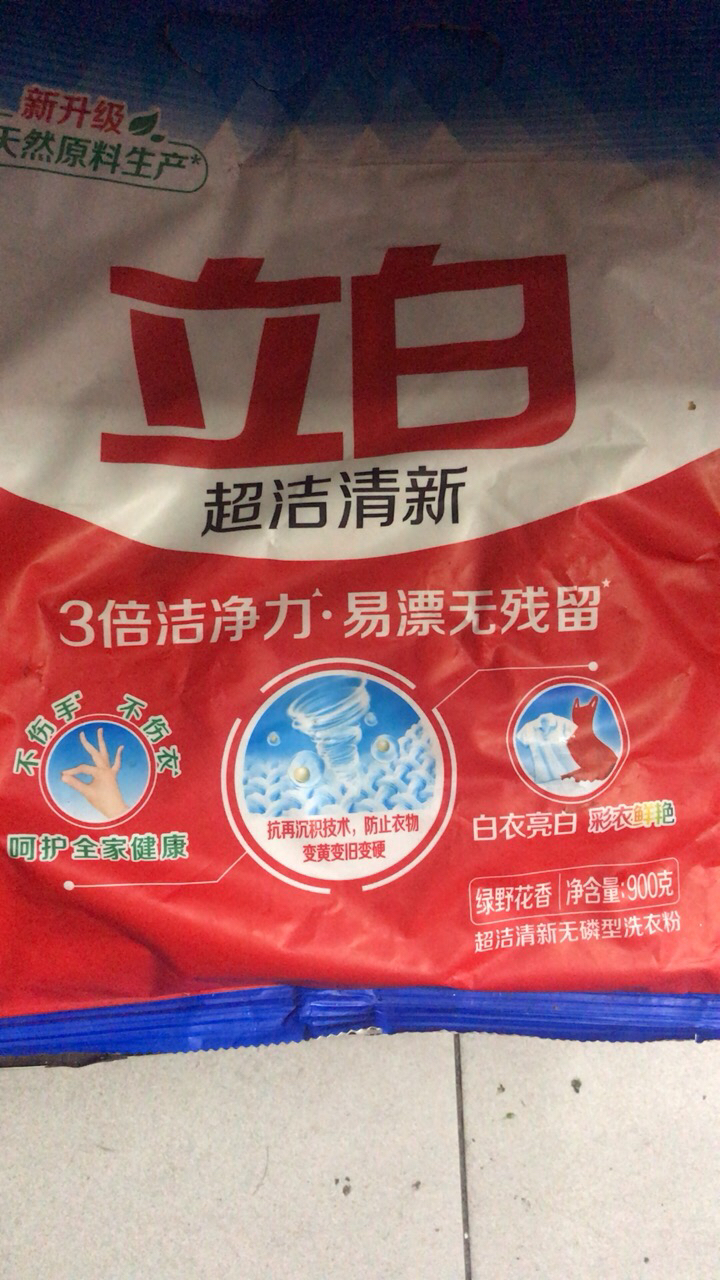 新升级
天然原料生产*
立白
超洁清新
3倍洁净力▲·易漂无残留★
不伤手* 不伤衣*
呵护全家健康
抗再沉积技术，防止衣物
变黄变旧变硬
白衣亮白 彩衣鲜艳
绿野花香 净含量:900克
超洁清新无磷型洗衣粉